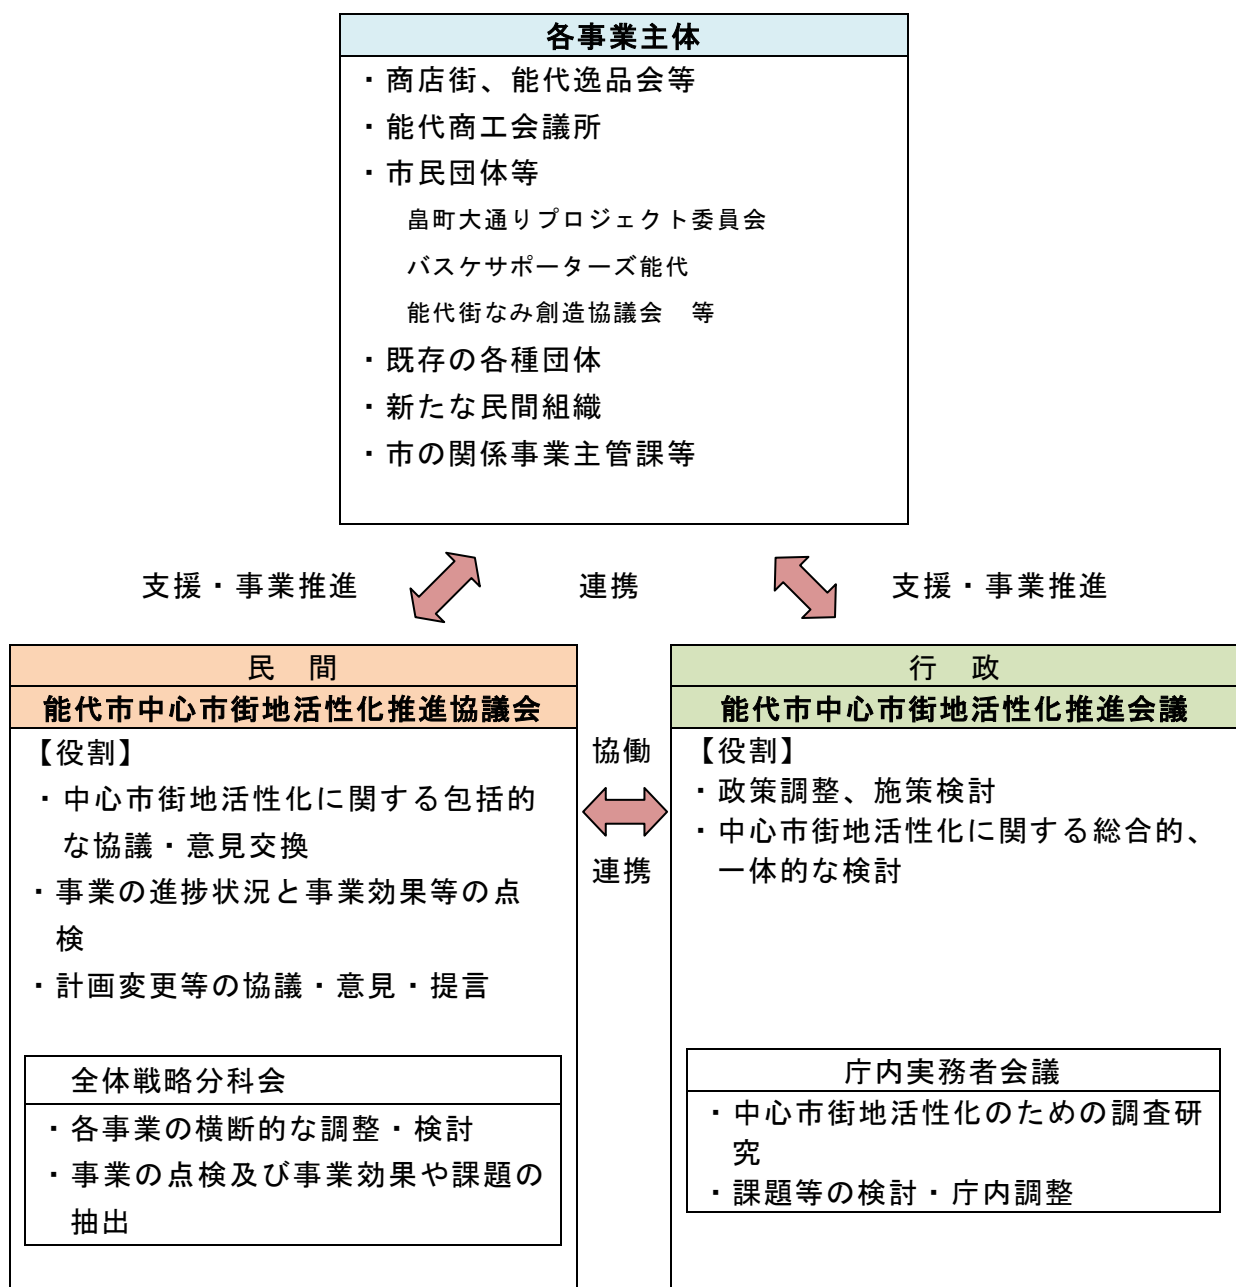 各事業主体
・商店街、能代逸品会等
・能代商工会議所
・市民団体等
畠町大通りプロジェクト委員会
バスケサポーターズ能代
能代街なみ創造協議会　等
・既存の各種団体
・新たな民間組織
・市の関係事業主管課等
支援・事業推進
連携
支援・事業推進
民　間
能代市中心市街地活性化推進協議会
【役割】
・中心市街地活性化に関する包括的
な協議・意見交換
・事業の進捗状況と事業効果等の点
検
・計画変更等の協議・意見・提言
全体戦略分科会
・各事業の横断的な調整・検討
・事業の点検及び事業効果や課題の
抽出
協働
連携
行　政
能代市中心市街地活性化推進会議
【役割】
・政策調整、施策検討
・中心市街地活性化に関する総合的、
一体的な検討
庁内実務者会議
・中心市街地活性化のための調査研
究
・課題等の検討・庁内調整